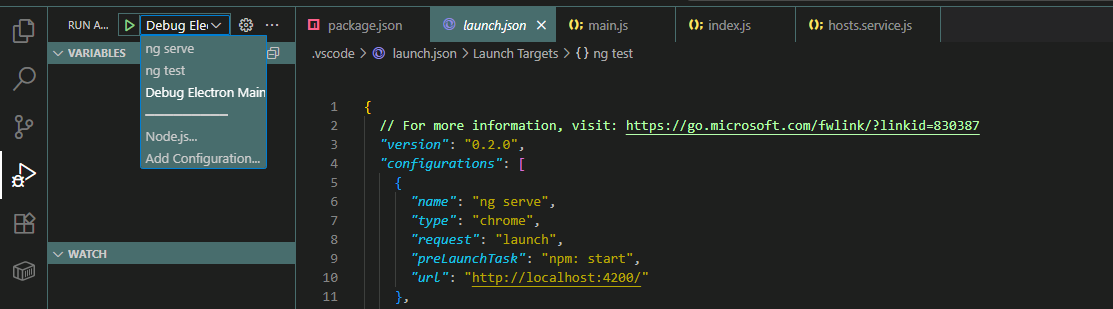 RUN A... Debug Elec
ng serve
ng test
Debug Electron Main
Node.js...
Add Configuration...
VARIABLES
WATCH
package.json launch.json main.js index.js hosts.service.js
.vscode > launch.json > Launch Targets > {} ng test
1 {
2 // For more information, visit: https://go.microsoft.com/fwlink/?linkid=830387
3 "version": "0.2.0",
4 "configurations": [
5 {
6 "name": "ng serve",
7 "type": "chrome",
8 "request": "launch",
9 "preLaunchTask": "npm: start",
10 "url": "http://localhost:4200/"
11 },